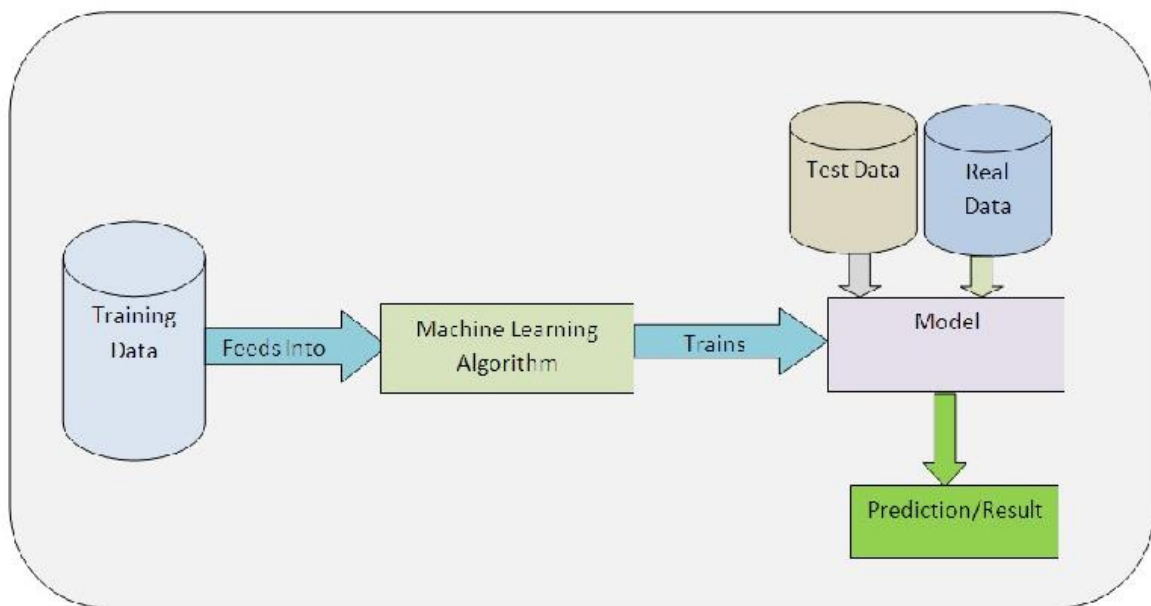 Test Data
Real
Data
Training
Data
Feeds Into
Machine Learning
Algorithm
Trains
Model
Prediction/Result